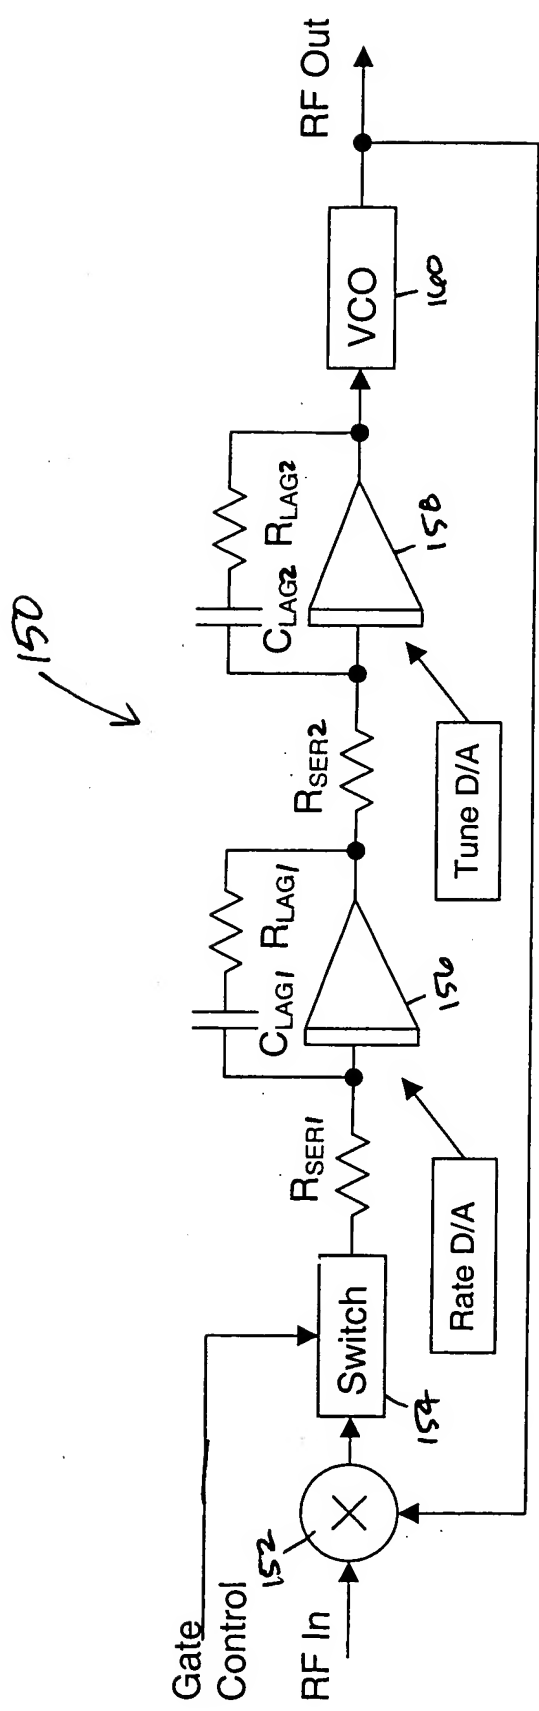 150
Gate
Control
RF In
152
Switch
154
RSER1
CLAG1
RLAG1
156
Rate D/A
RSER2
CLAG2
RLAG2
158
Tune D/A
VCO
160
RF Out